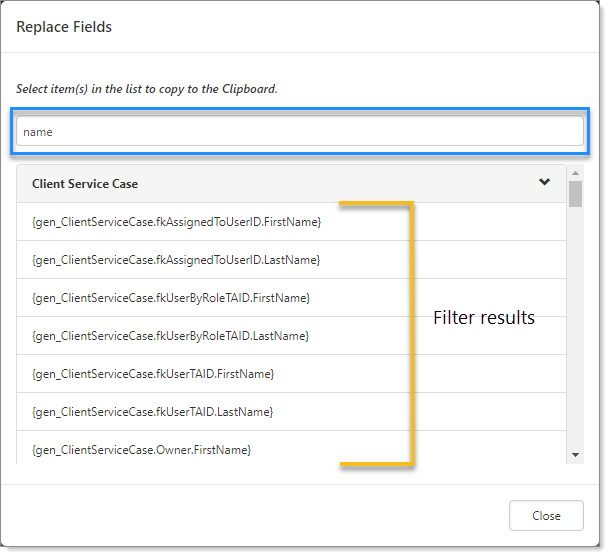 Replace Fields
Select item(s) in the list to copy to the Clipboard.
name
Client Service Case
{gen_ClientServiceCase.fkAssignedToUserID.FirstName}
{gen_ClientServiceCase.fkAssignedToUserID.LastName}
{gen_ClientServiceCase.fkUserByRoleTAID.FirstName}
{gen_ClientServiceCase.fkUserByRoleTAID.LastName}
{gen_ClientServiceCase.fkUserTAID.FirstName}
{gen_ClientServiceCase.fkUserTAID.LastName}
{gen_ClientServiceCase.Owner.FirstName}
Filter results
Close